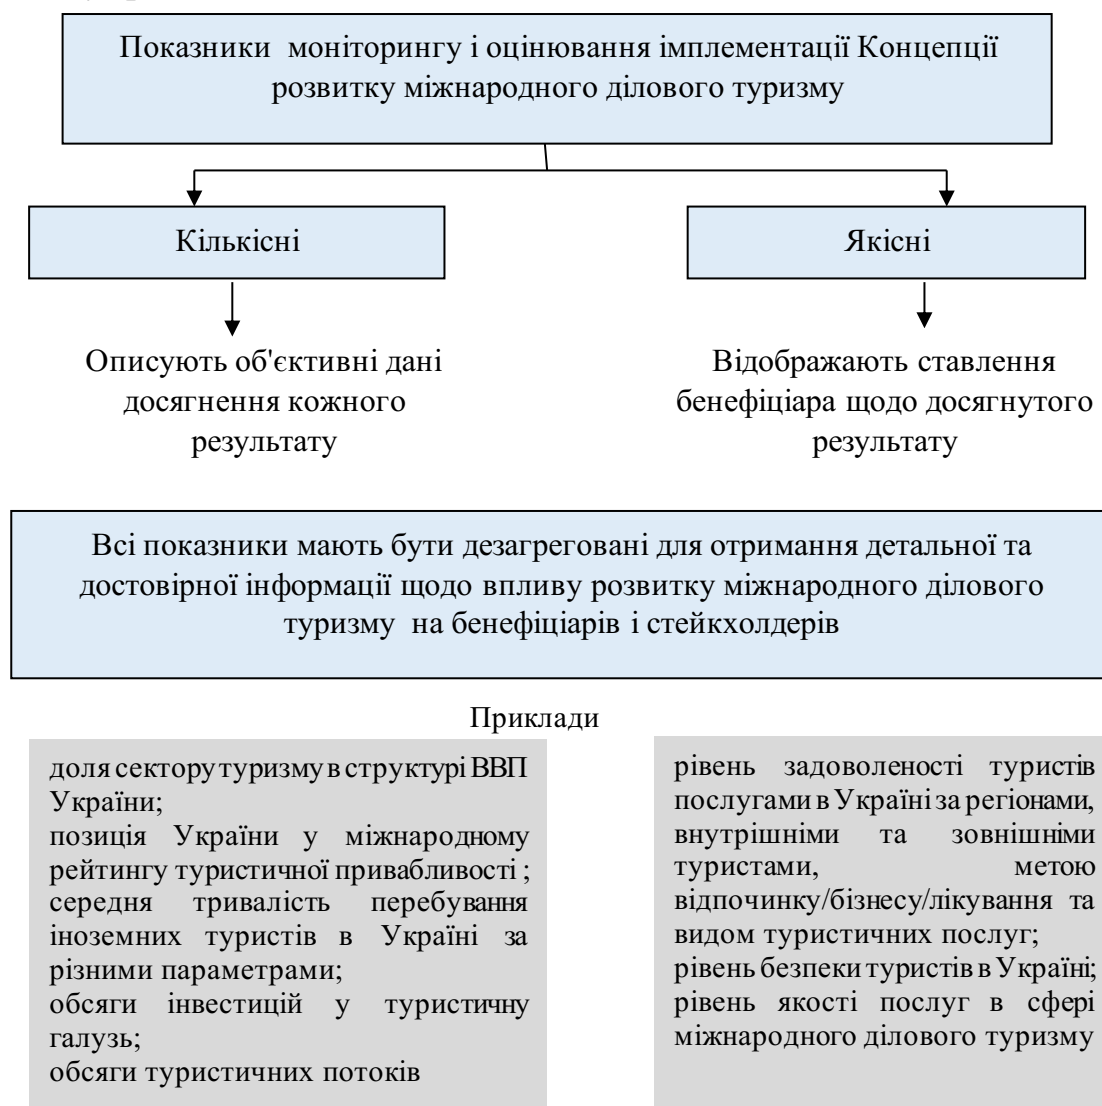 Показники моніторингу і оцінювання імплементації Концепції
розвитку міжнародного ділового туризму
Кількісні
Якісні
Описують об'єктивні дані
досягнення кожного
результату
Відображають ставлення
бенефіціара щодо досягнутого
результату
Всі показники мають бути дезагреговані для отримання детальної та
достовірної інформації щодо впливу розвитку міжнародного ділового
туризму на бенефіціарів і стейкхолдерів
Приклади
доля сектору туризму в структурі ВВП
України;
позиція України у міжнародному
рейтингу туристичної привабливості ;
середня тривалість перебування
іноземних туристів в Україні за
різними параметрами;
обсяги інвестицій у туристичну
галузь;
обсяги туристичних потоків
рівень задоволеності туристів
послугами в Україні за регіонами,
внутрішніми та зовнішніми
туристами, метою
відпочинку/бізнесу/лікування та
видом туристичних послуг;
рівень безпеки туристів в Україні;
рівень якості послуг в сфері
міжнародного ділового туризму